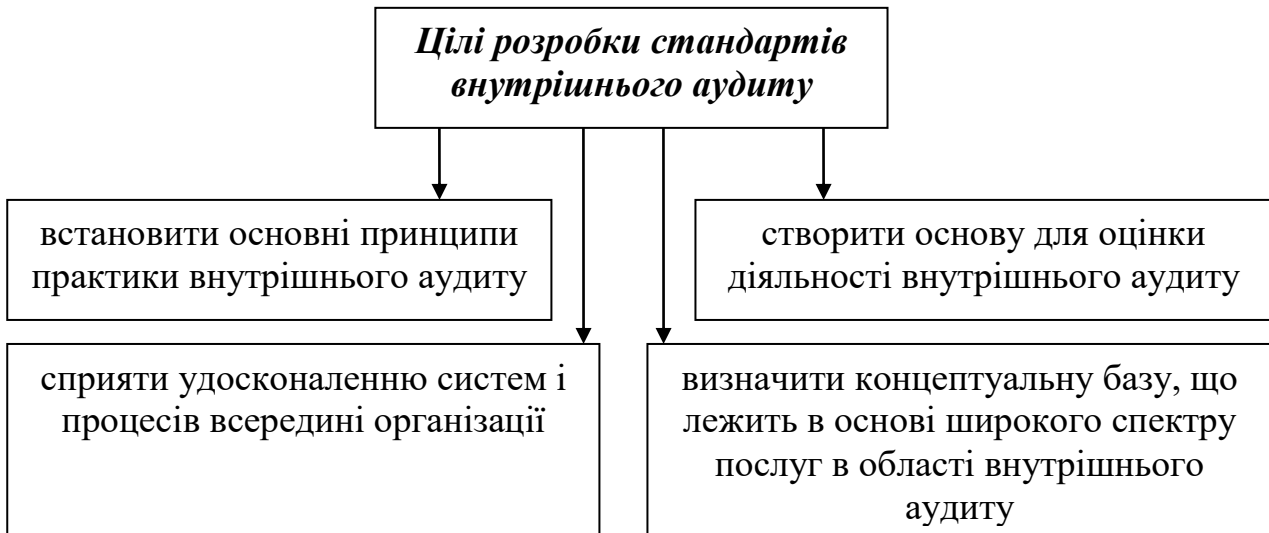 Цілі розробки стандартів
внутрішнього аудиту
встановити основні принципи
практики внутрішнього аудиту
створити основу для оцінки
діяльності внутрішнього аудиту
сприяти удосконаленню систем і
процесів всередині організації
визначити концептуальну базу, що
лежить в основі широкого спектру
послуг в області внутрішнього
аудиту